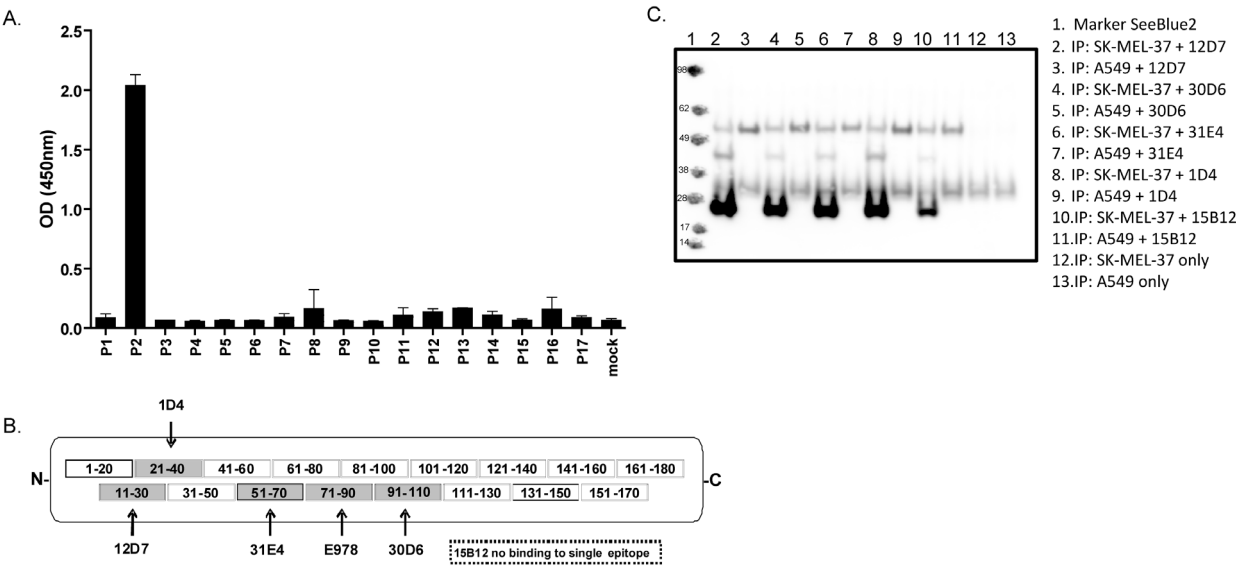 A.
2.5
2.0
1.5
1.0
0.5
0.0
OD (450nm)
P1
P2
P3
P4
P5
P6
P7
P8
P9
P10
P11
P12
P13
P14
P15
P16
P17
mock
B.
1D4
N-
1-20
21-40
41-60
61-80
81-100
101-120
121-140
141-160
161-180
11-30
31-50
51-70
71-90
91-110
111-130
131-150
151-170
-C
12D7
31E4
E978
30D6
15B12 no binding to single epitope
C.
1 2 3 4 5 6 7 8 9 10 11 12 13
98
62
49
38
28
17
14
1. Marker SeeBlue2
2. IP: SK-MEL-37 + 12D7
3. IP: A549 + 12D7
4. IP: SK-MEL-37 + 30D6
5. IP: A549 + 30D6
6. IP: SK-MEL-37 + 31E4
7. IP: A549 + 31E4
8. IP: SK-MEL-37 + 1D4
9. IP: A549 + 1D4
10.IP: SK-MEL-37 + 15B12
11.IP: A549 + 15B12
12.IP: SK-MEL-37 only
13.IP: A549 only